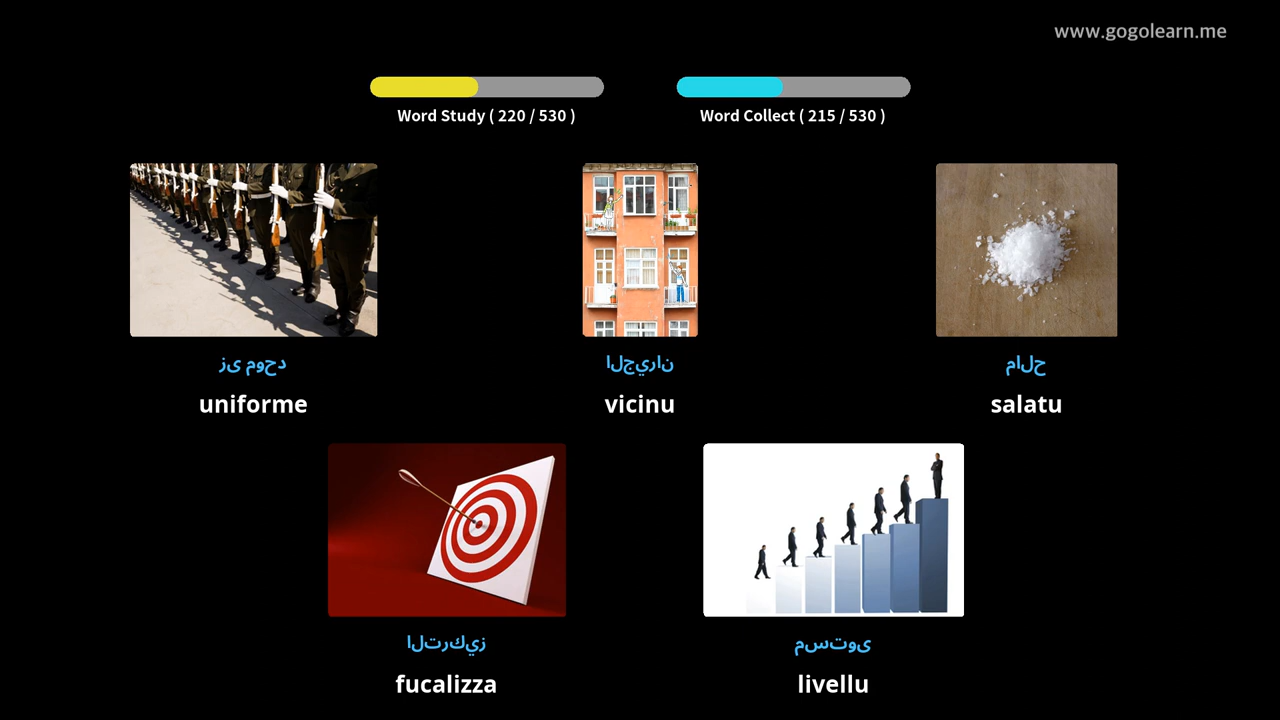 www.gogolearn.me
Word Study ( 220 / 530 )
Word Collect ( 215 / 530 )
زى موحد
الجيران
مالح
uniforme
vicinu
salatu
التركيز
مستوى
fucalizza
livellu